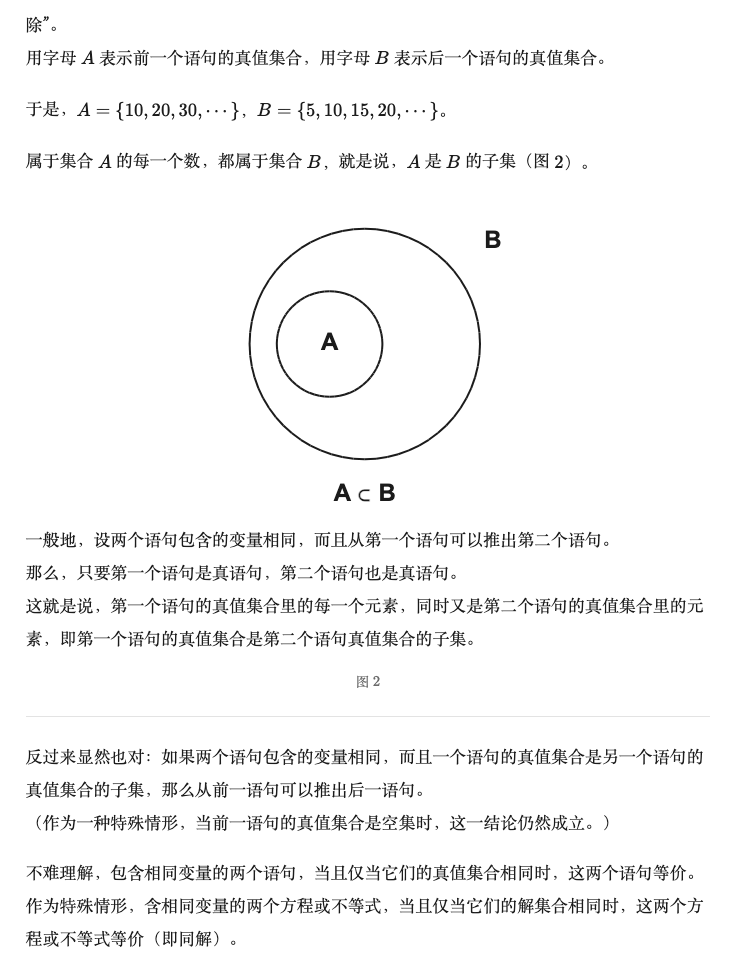 除”。
用字母 A 表示前一个语句的真值集合，用字母 B 表示后一个语句的真值集合。
于是，A = {10, 20, 30, ⋯}，B = {5, 10, 15, 20, ⋯}。
属于集合 A 的每一个数，都属于集合 B，就是说，A 是 B 的子集（图 2）。
B
A
A ⊂ B
一般地，设两个语句包含的变量相同，而且从第一个语句可以推出第二个语句。
那么，只要第一个语句是真语句，第二个语句也是真语句。
这就是说，第一个语句的真值集合里的每一个元素，同时又是第二个语句的真值集合里的元
素，即第一个语句的真值集合是第二个语句真值集合的子集。
图 2
反过来显然也对：如果两个语句包含的变量相同，而且一个语句的真值集合是另一个语句的
真值集合的子集，那么从前一语句可以推出后一语句。
（作为一种特殊情形，当前一语句的真值集合是空集时，这一结论仍然成立。）
不难理解，包含相同变量的两个语句，当且仅当它们的真值集合相同时，这两个语句等价。
作为特殊情形，含相同变量的两个方程或不等式，当且仅当它们的解集合相同时，这两个方
程或不等式等价（即同解）。